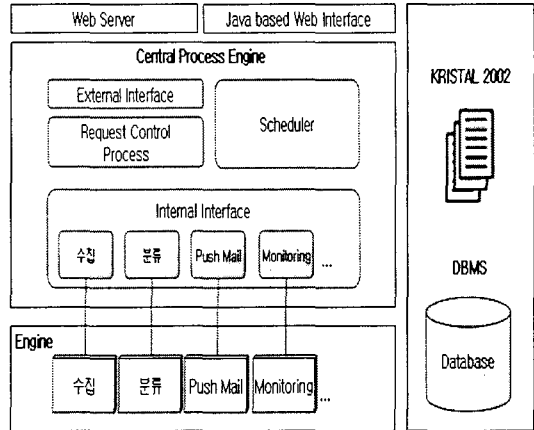 Web Server
Java based Web Interface
Central Process Engine
External Interface
Request Control
Process
Scheduler
Internal Interface
수집
분류
Push Mail
Monitoring
...
Engine
수집
분류
Push Mail
Monitoring
...
KRISTAL 2002
DBMS
Database